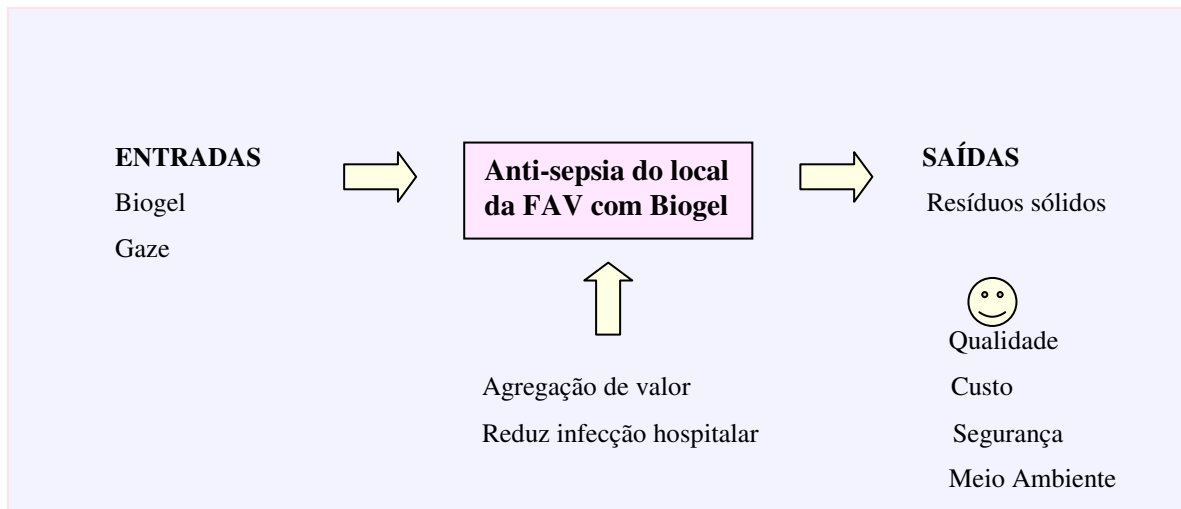 ENTRADAS
Biogel
Gaze
Anti-sepsia do local
da FAV com Biogel
Agregação de valor
Reduz infecção hospitalar
SAÍDAS
Resíduos sólidos
Qualidade
Custo
Segurança
Meio Ambiente